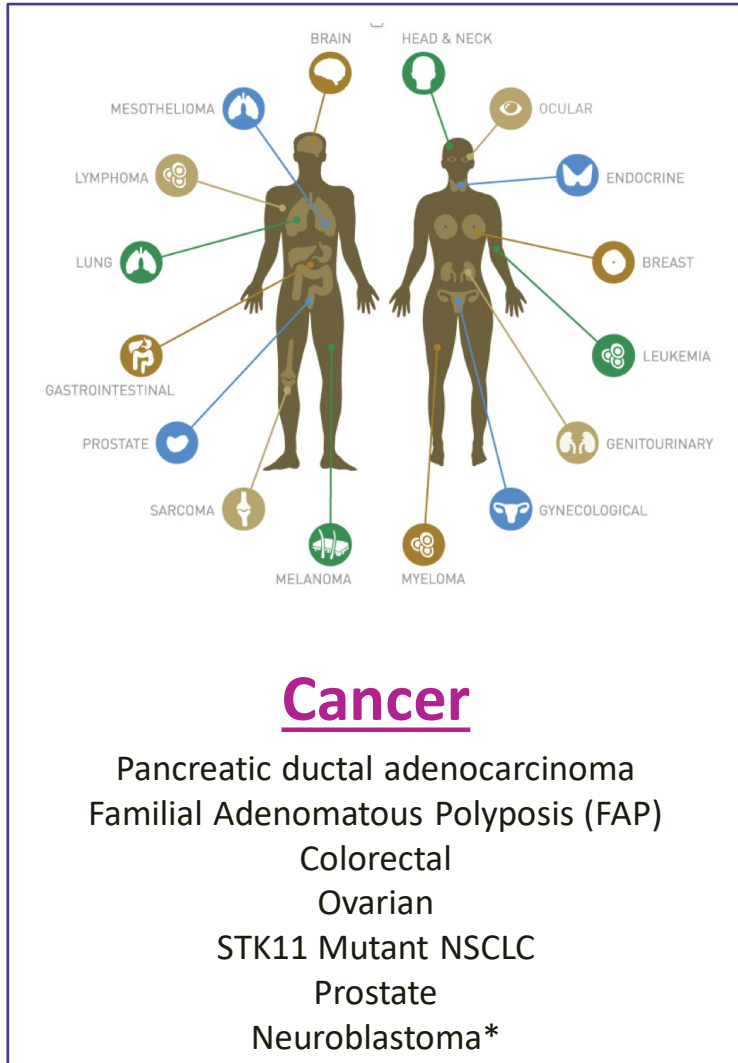 BRAIN
HEAD & NECK
MESOTHELIOMA
OCULAR
LYMPHOMA
ENDOCRINE
LUNG
BREAST
LEUKEMIA
GASTROINTESTINAL
PROSTATE
GENITOURINARY
SARCOMA
GYNECOLOGICAL
MELANOMA
MYELOMA
Cancer
Pancreatic ductal adenocarcinoma
Familial Adenomatous Polyposis (FAP)
Colorectal
Ovarian
STK11 Mutant NSCLC
Prostate
Neuroblastoma*